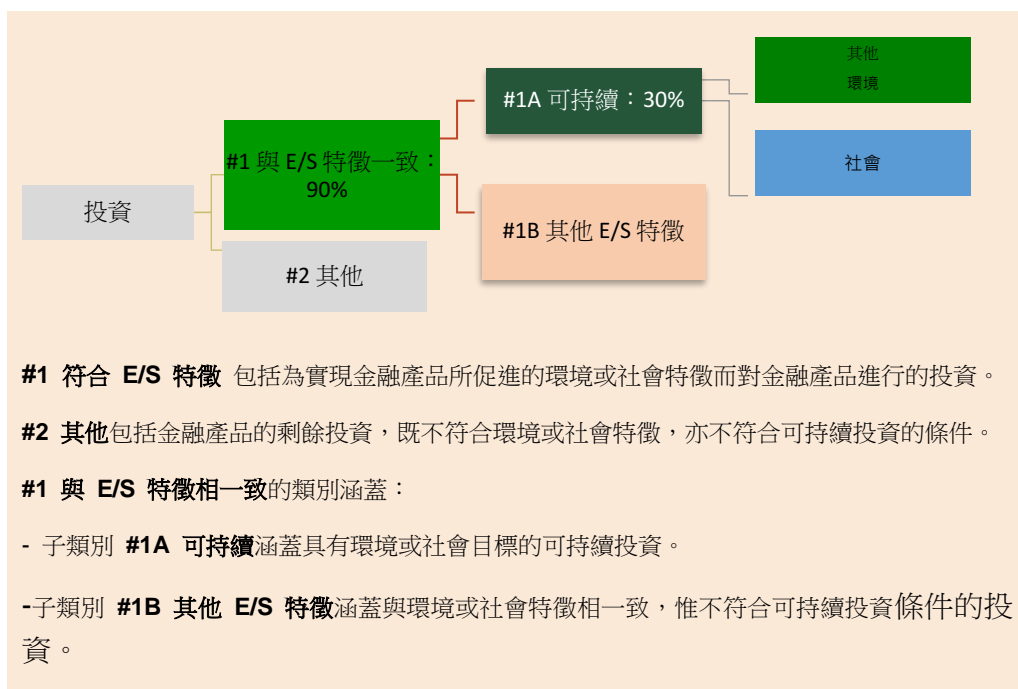 其他
環境
#1A 可持續：30%
#1 與 E/S 特徵一致：
90%
社會
投資
#1B 其他 E/S 特徵
#2 其他
#1 符合 E/S 特徵 包括為實現金融產品所促進的環境或社會特徵而對金融產品進行的投資。
#2 其他包括金融產品的剩餘投資，既不符合環境或社會特徵，亦不符合可持續投資的條件。
#1 與 E/S 特徵相一致的類別涵蓋：
- 子類別 #1A 可持續涵蓋具有環境或社會目標的可持續投資。
-子類別 #1B 其他 E/S 特徵涵蓋與環境或社會特徵相一致，惟不符合可持續投資條件的投
資。